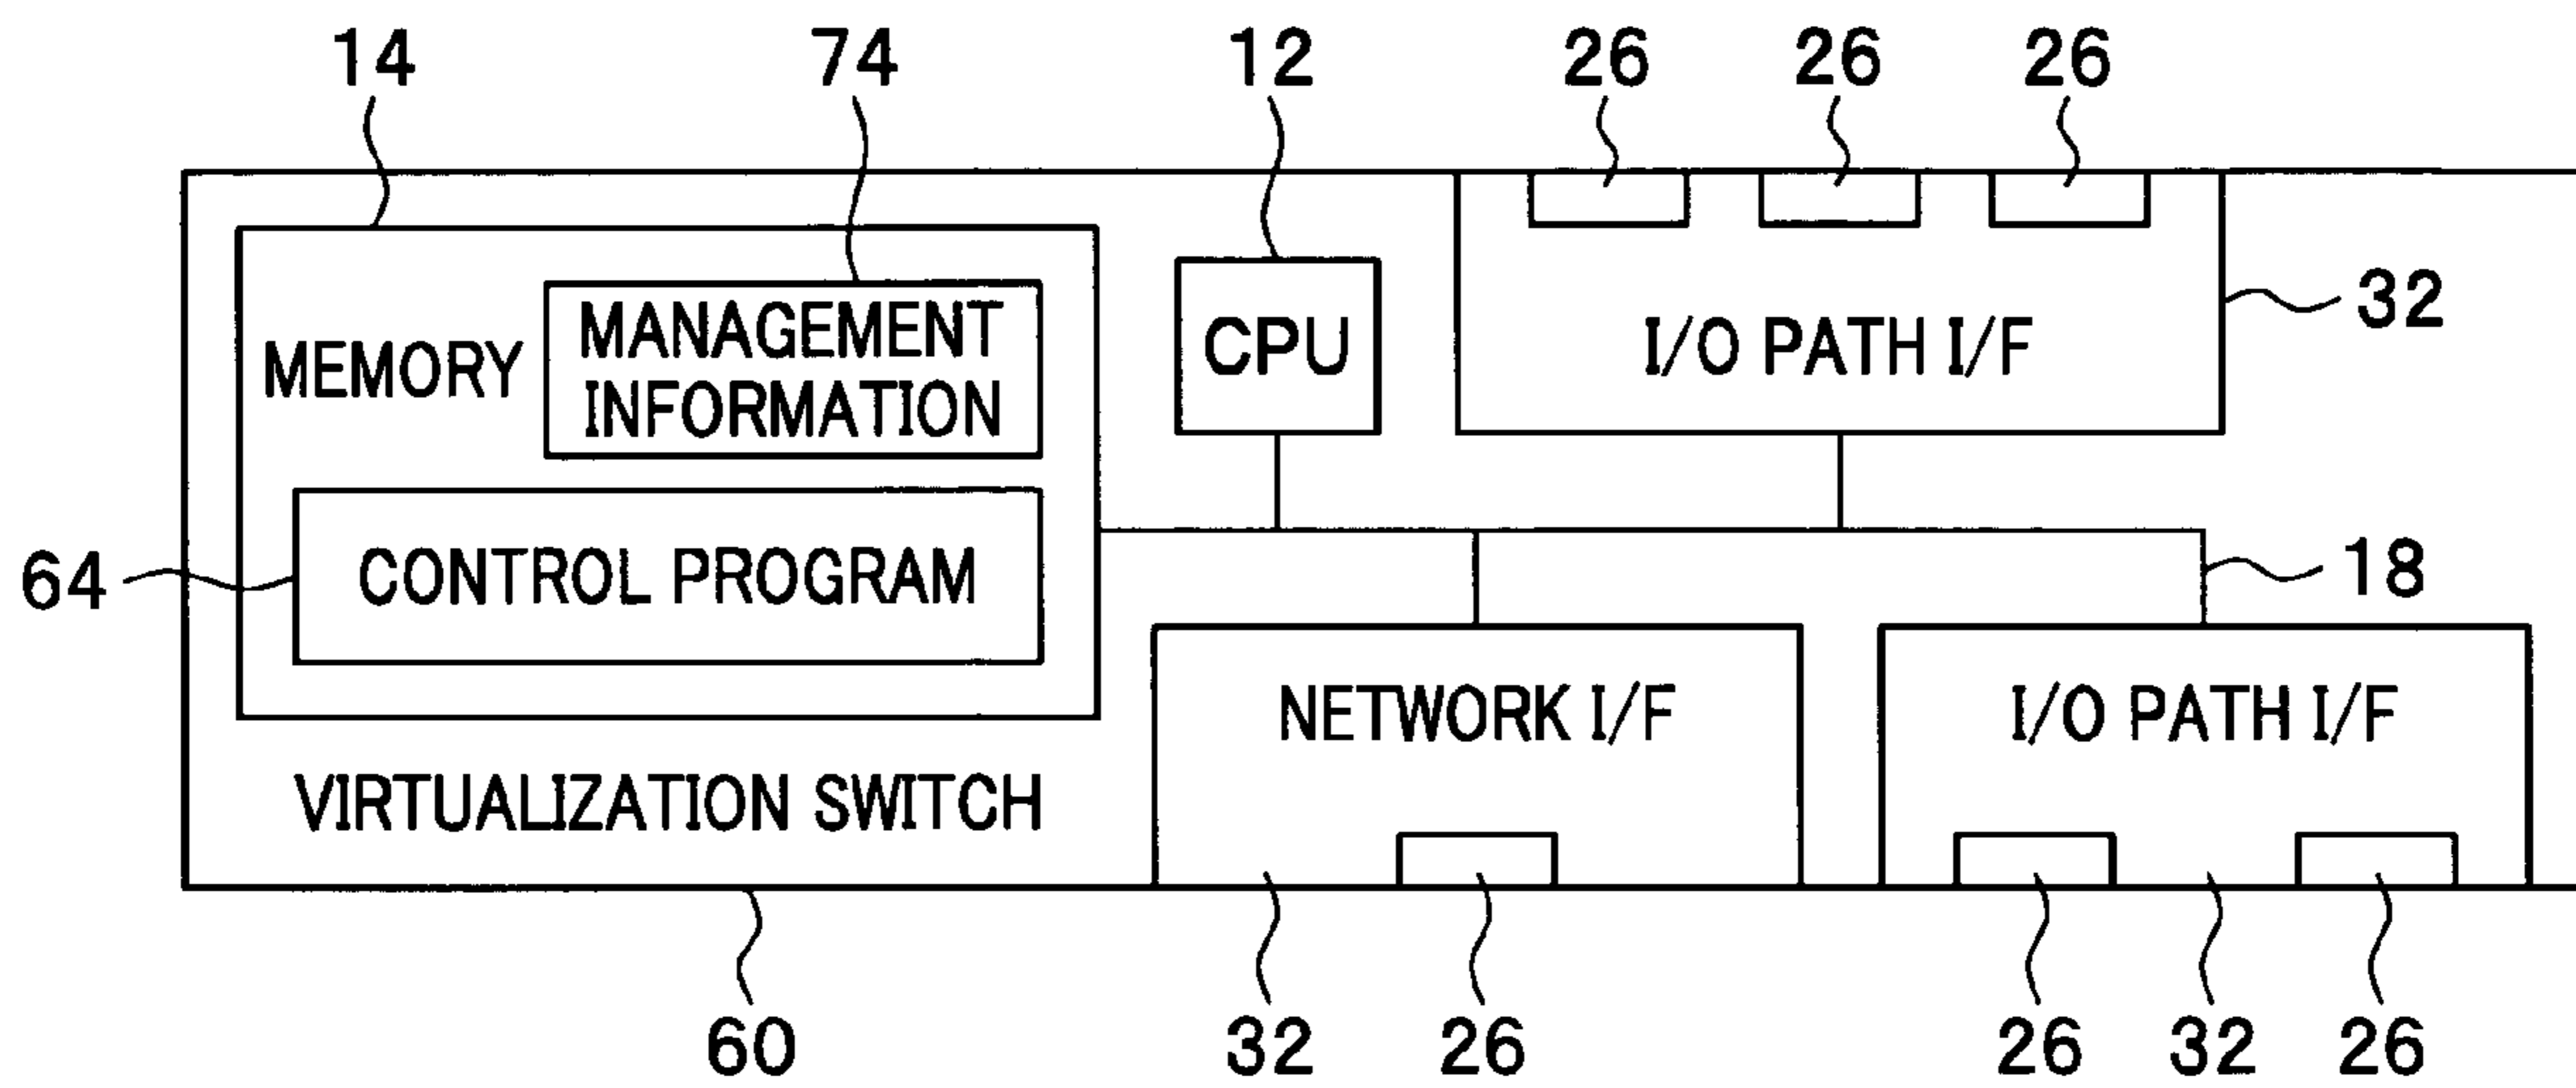 14 74 12 26 26 26
MEMORY
MANAGEMENT
INFORMATION
CPU
I/O PATH I/F
32
64
CONTROL PROGRAM
18
NETWORK I/F
I/O PATH I/F
VIRTUALIZATION SWITCH
60 32 26 26 32 26